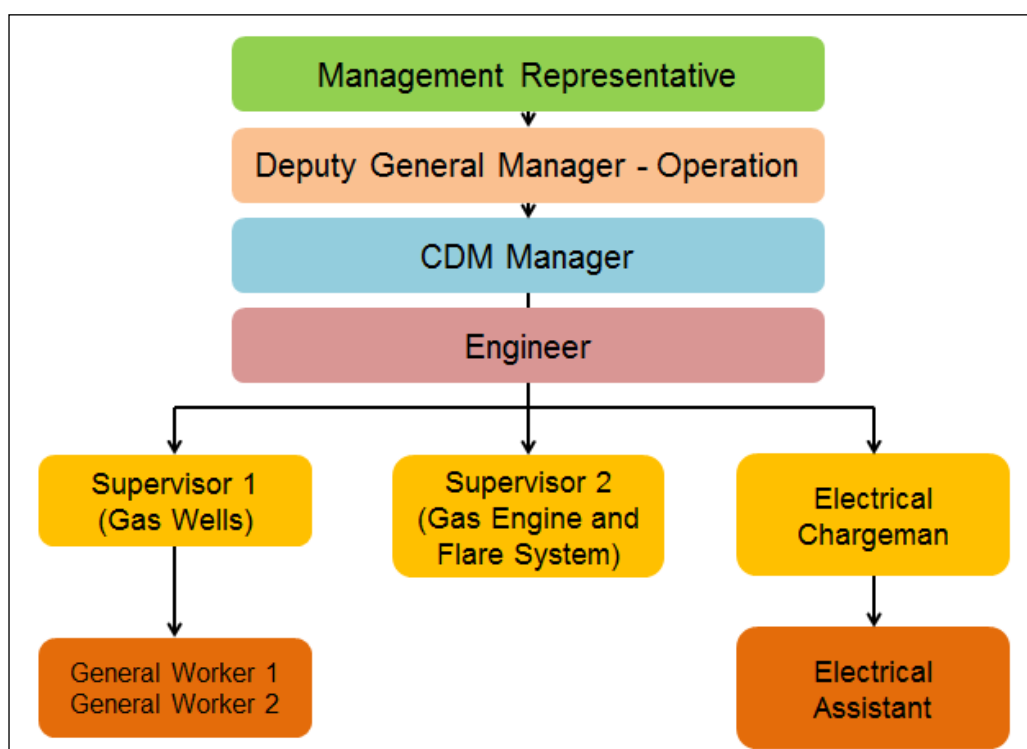 Management Representative
Deputy General Manager - Operation
CDM Manager
Engineer
Supervisor 1
(Gas Wells)
Supervisor 2
(Gas Engine and
Flare System)
Electrical
Chargeman
General Worker 1
General Worker 2
Electrical
Assistant